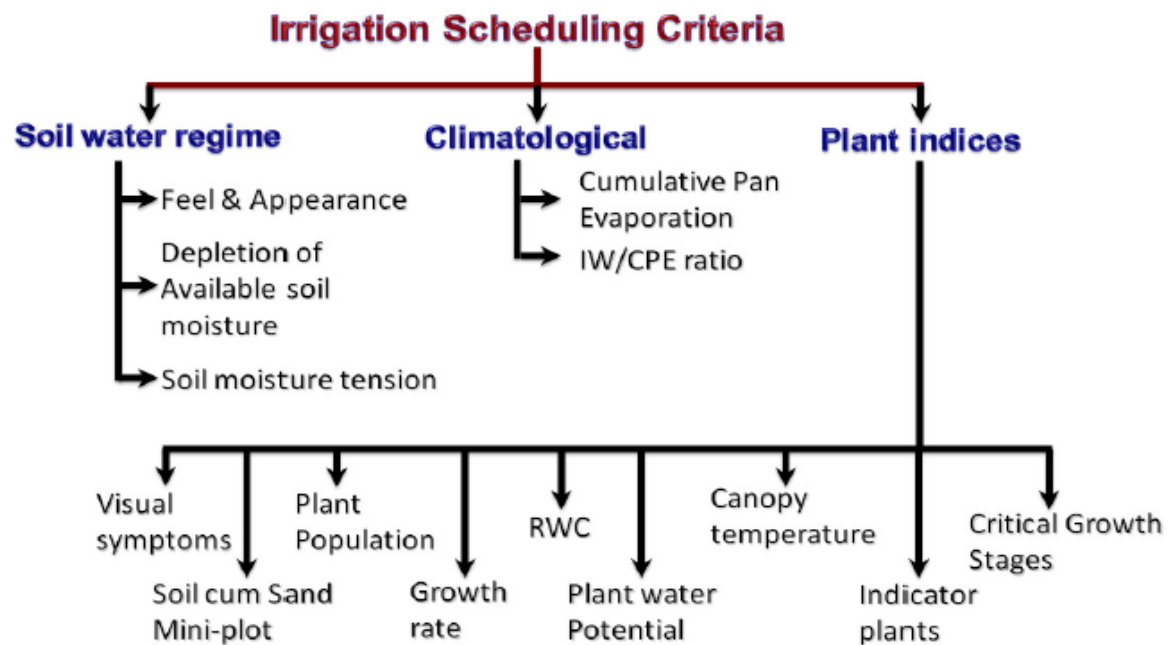 Irrigation Scheduling Criteria
Soil water regime
Feel & Appearance
Depletion of
Available soil
moisture
Soil moisture tension
Climatological
Cumulative Pan
Evaporation
IW/CPE ratio
Plant indices
Visual
symptoms
Soil cum Sand
Mini-plot
Plant
Population
Growth
rate
RWC
Plant water
Potential
Canopy
temperature
Indicator
plants
Critical Growth
Stages